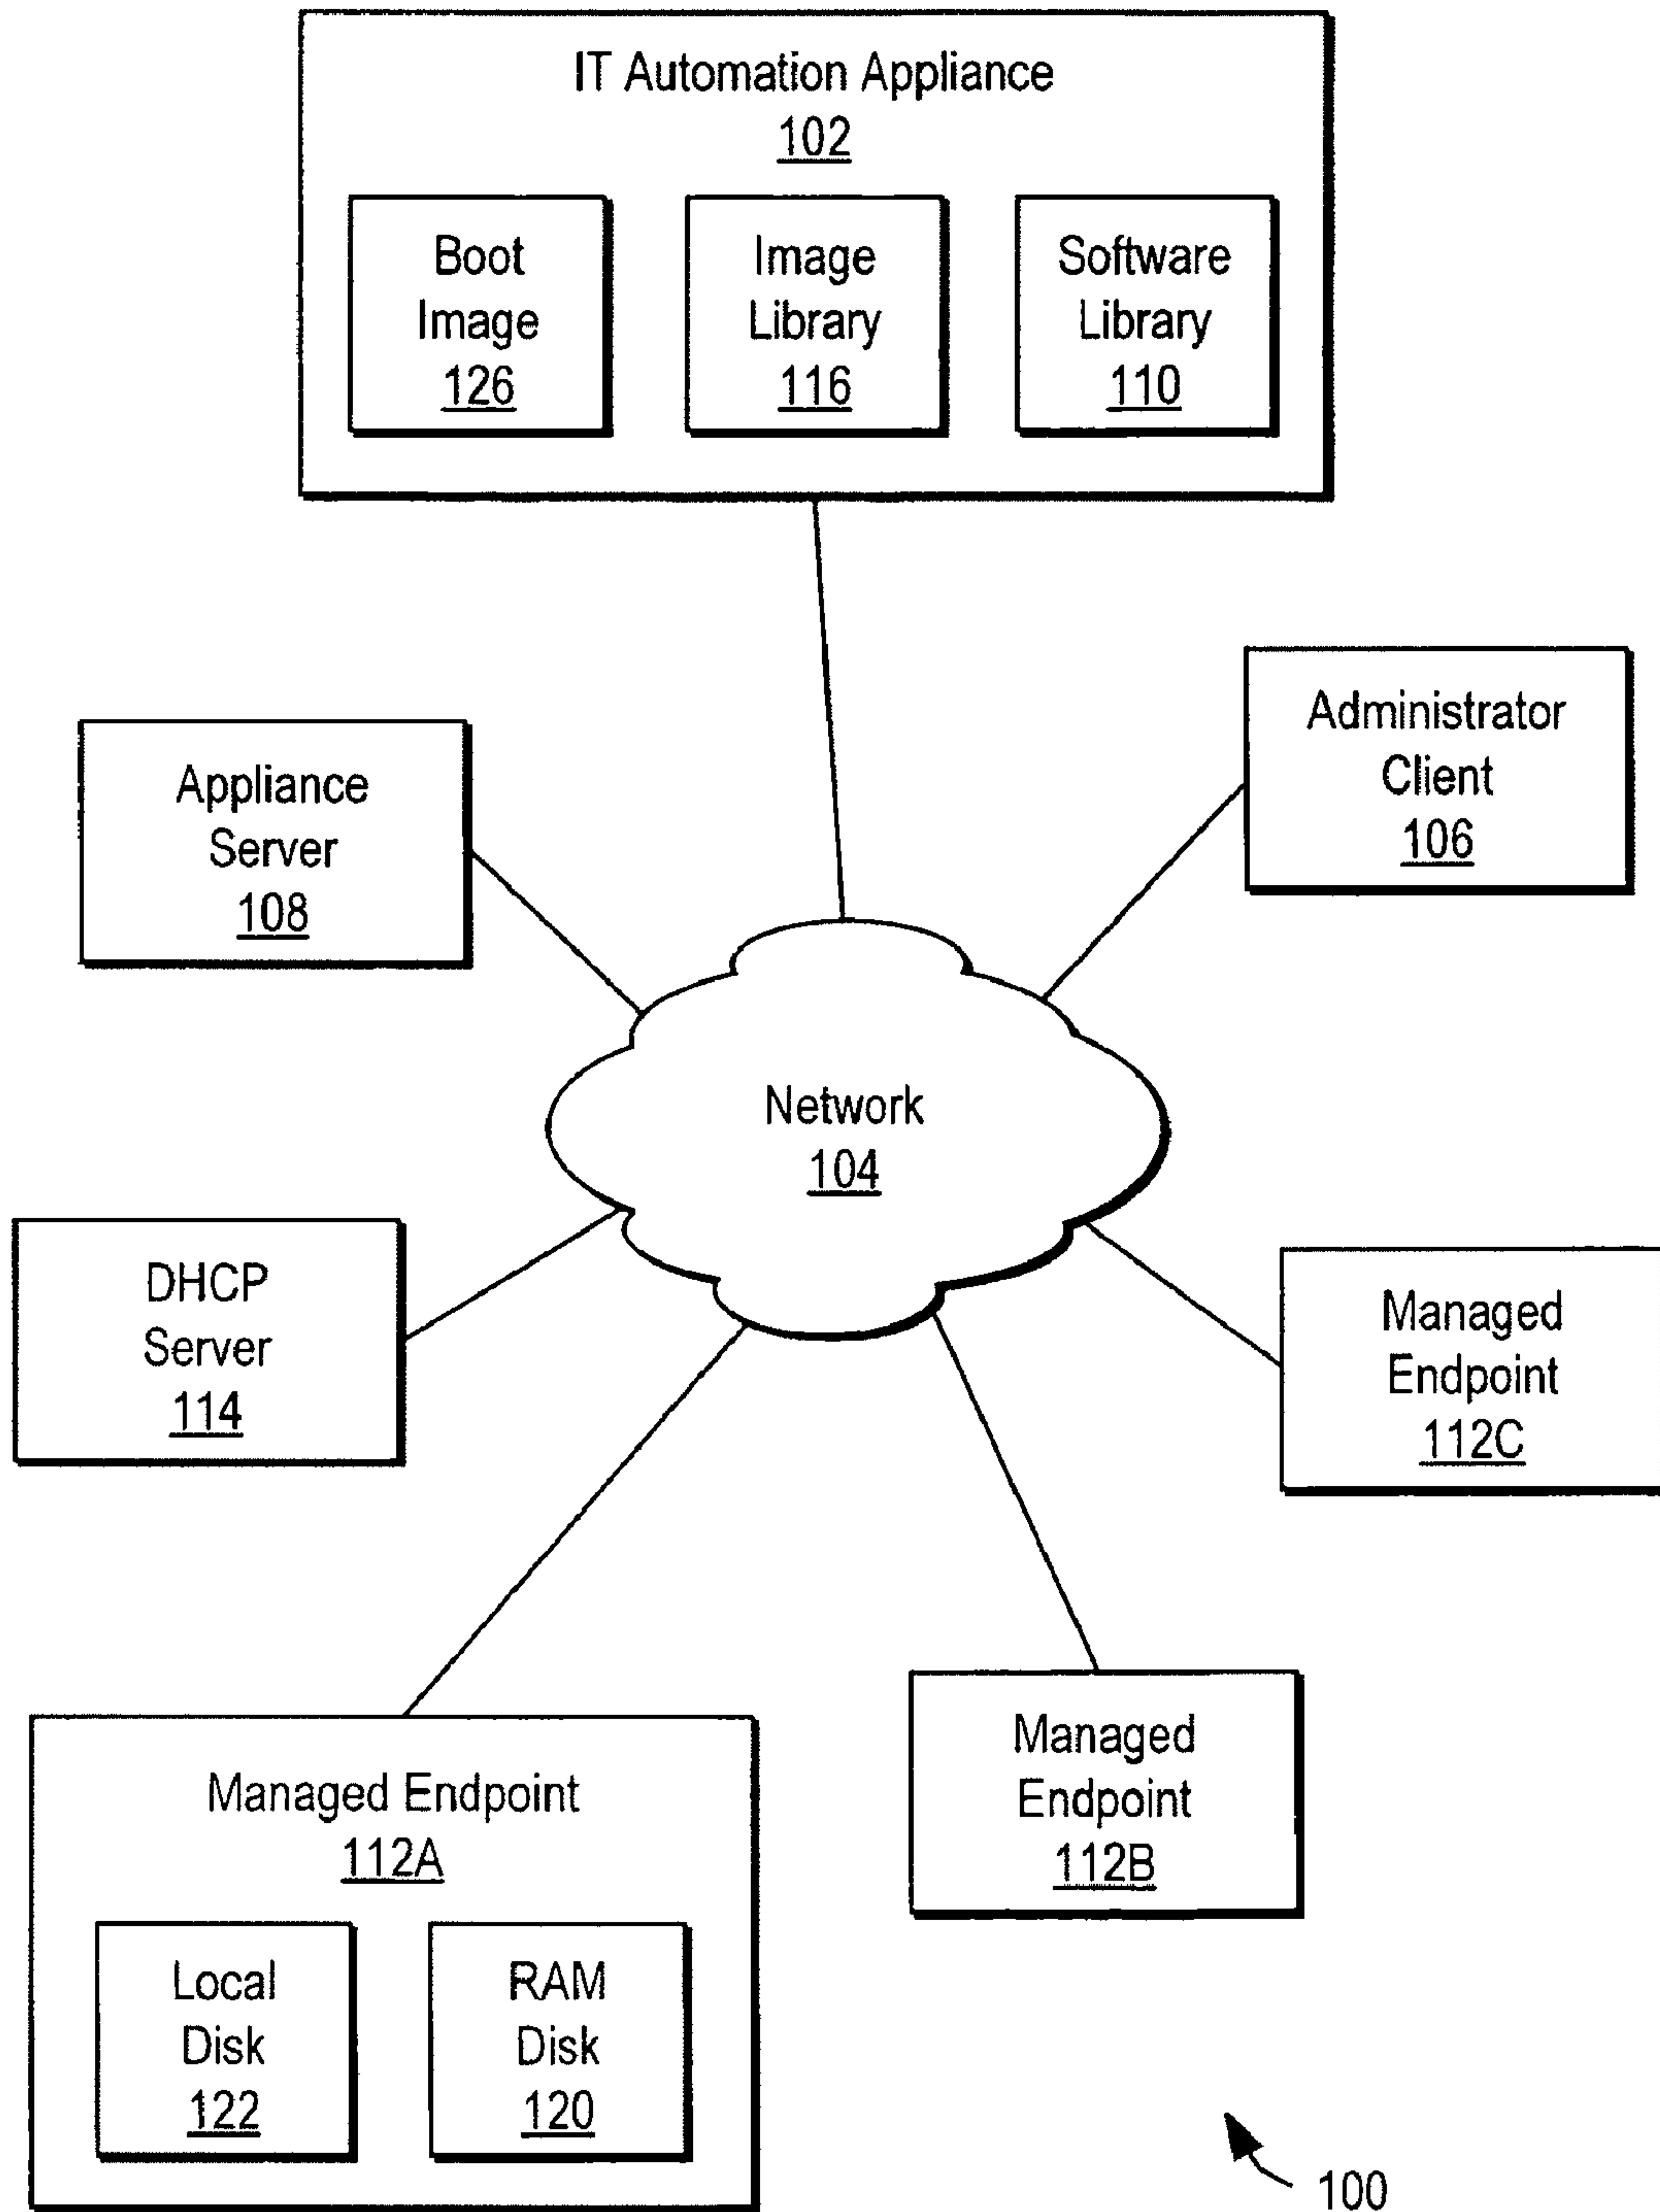 IT Automation Appliance
102
Boot
Image
126
Image
Library
116
Software
Library
110
Administrator
Client
106
Appliance
Server
108
Network
104
DHCP
Server
114
Managed
Endpoint
112C
Managed
Endpoint
112B
Managed Endpoint
112A
Local
Disk
122
RAM
Disk
120
100